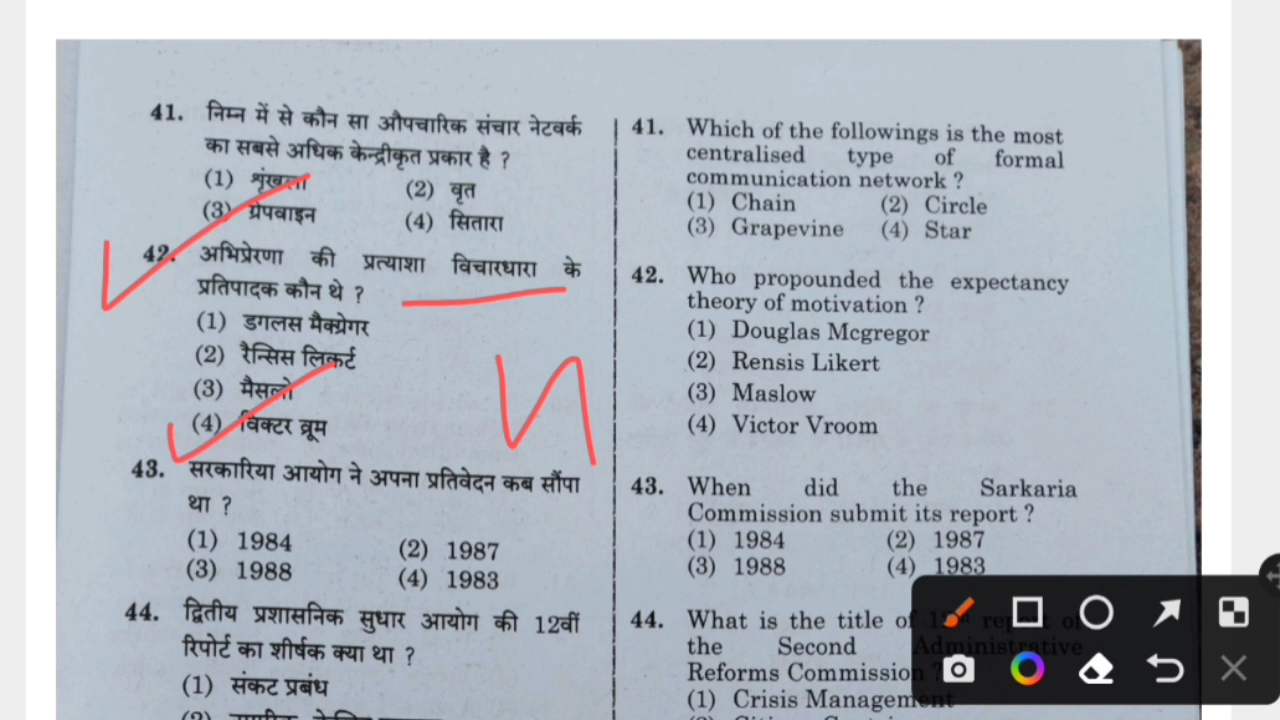 41. निम्न में से कौन सा औपचारिक संचार नेटवर्क
का सबसे अधिक केन्द्रीकृत प्रकार है ?
(1) शृंखला (2) वृत
(3) ग्रेपवाइन (4) सितारा
42. अभिप्रेरणा की प्रत्याशा विचारधारा के
प्रतिपादक कौन थे ?
(1) डगलस मैक्ग्रेगर
(2) रैन्सिस लिकर्ट
(3) मैसलो
(4) विक्टर व्रूम
43. सरकारिया आयोग ने अपना प्रतिवेदन कब सौंपा
था ?
(1) 1984 (2) 1987
(3) 1988 (4) 1983
44. द्वितीय प्रशासनिक सुधार आयोग की 12वीं
रिपोर्ट का शीर्षक क्या था ?
(1) संकट प्रबंध
41. Which of the followings is the most
centralised type of formal
communication network ?
(1) Chain (2) Circle
(3) Grapevine (4) Star
42. Who propounded the expectancy
theory of motivation ?
(1) Douglas Mcgregor
(2) Rensis Likert
(3) Maslow
(4) Victor Vroom
43. When did the Sarkaria
Commission submit its report ?
(1) 1984 (2) 1987
(3) 1988 (4) 1983
44. What is the title of 12th report of
the Second Administrative
Reforms Commission ?
(1) Crisis Management